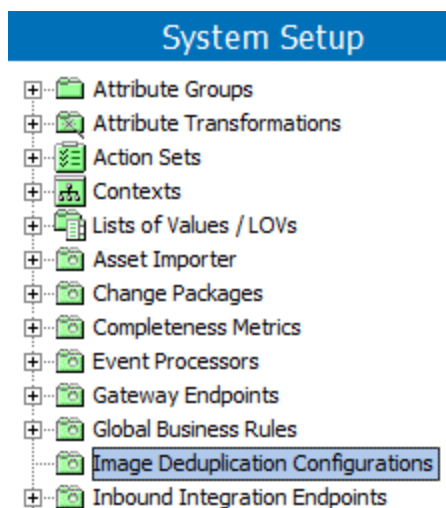 System Setup
Attribute Groups
Attribute Transformations
Action Sets
Contexts
Lists of Values / LOVs
Asset Importer
Change Packages
Completeness Metrics
Event Processors
Gateway Endpoints
Global Business Rules
Image Deduplication Configurations
Inbound Integration Endpoints